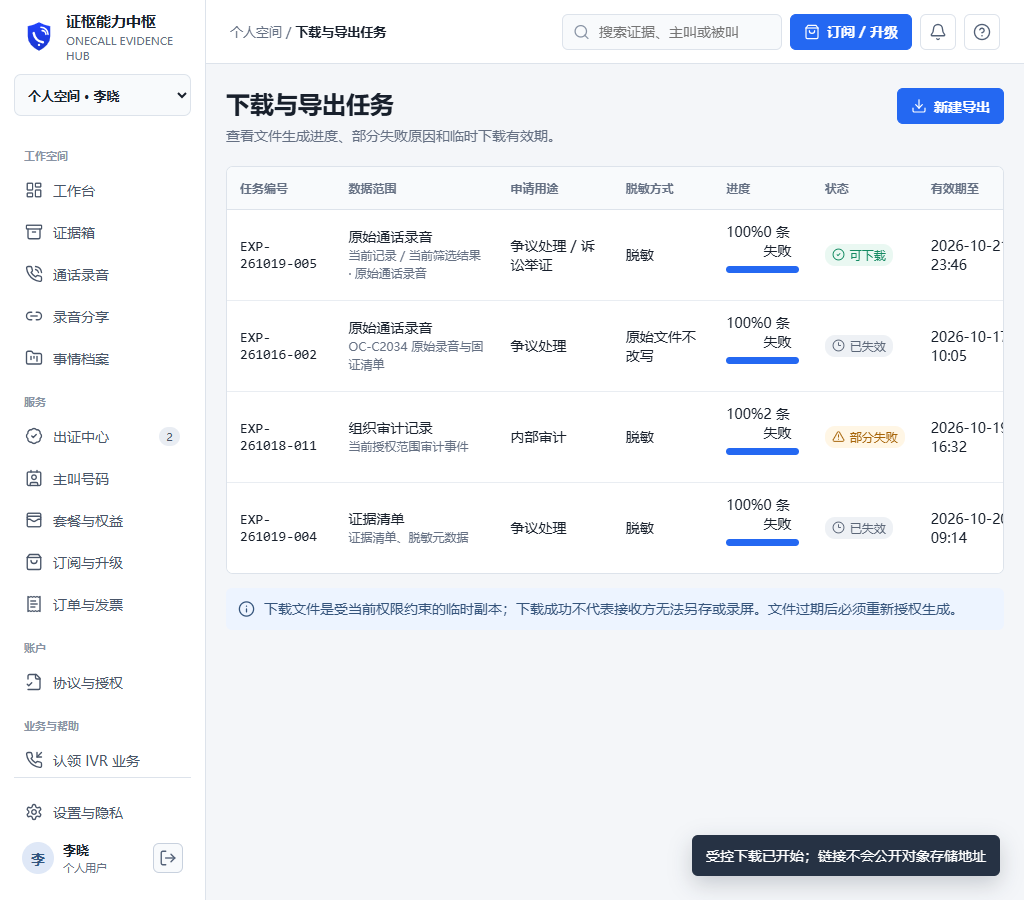 证枢能力中枢
ONECALL EVIDENCE
HUB
个人空间 • 李晓
工作空间
工作台
证据箱
通话录音
录音分享
事情档案
服务
出证中心 2
主叫号码
套餐与权益
订阅与升级
订单与发票
账户
协议与授权
业务与帮助
认领 IVR 业务
设置与隐私
李
李晓
个人用户
个人空间 / 下载与导出任务
搜索证据、主叫或被叫
订阅 / 升级
下载与导出任务
查看文件生成进度、部分失败原因和临时下载有效期。
新建导出
任务编号 数据范围 申请用途 脱敏方式 进度 状态 有效期至
EXP-
261019-005
原始通话录音
当前记录 / 当前筛选结果
· 原始通话录音
争议处理 / 诉
讼举证
脱敏
100%0 条
失败
可下载
2026-10-21
23:46
EXP-
261016-002
原始通话录音
OC-C2034 原始录音与固
证清单
争议处理
原始文件不
改写
100%0 条
失败
已失效
2026-10-17
10:05
EXP-
261018-011
组织审计记录
当前授权范围审计事件
内部审计
脱敏
100%2 条
失败
部分失败
2026-10-19
16:32
EXP-
261019-004
证据清单
证据清单、脱敏元数据
争议处理
脱敏
100%0 条
失败
已失效
2026-10-20
09:14
下载文件是受当前权限约束的临时副本；下载成功不代表接收方无法另存或录屏。文件过期后必须重新授权生成。
受控下载已开始；链接不会公开对象存储地址